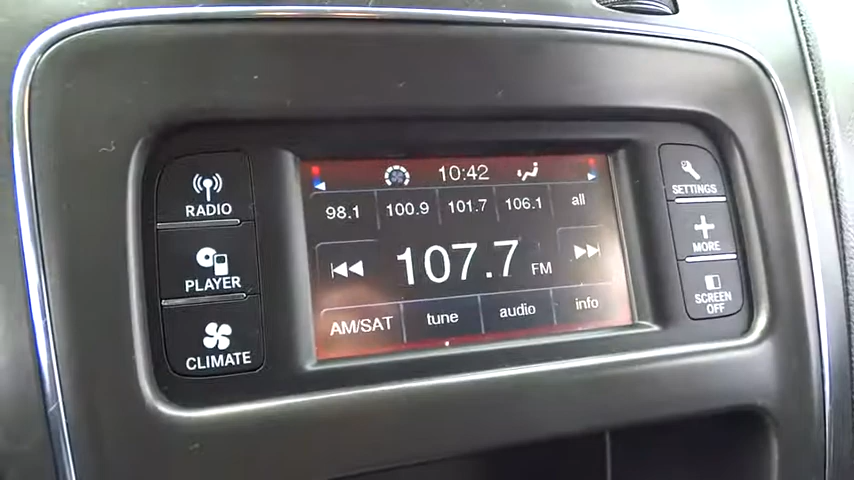 10:42
98.1 100.9 101.7 106.1 all
107.7 FM
AM/SAT tune audio info
RADIO
PLAYER
CLIMATE
SETTINGS
MORE
SCREEN
OFF